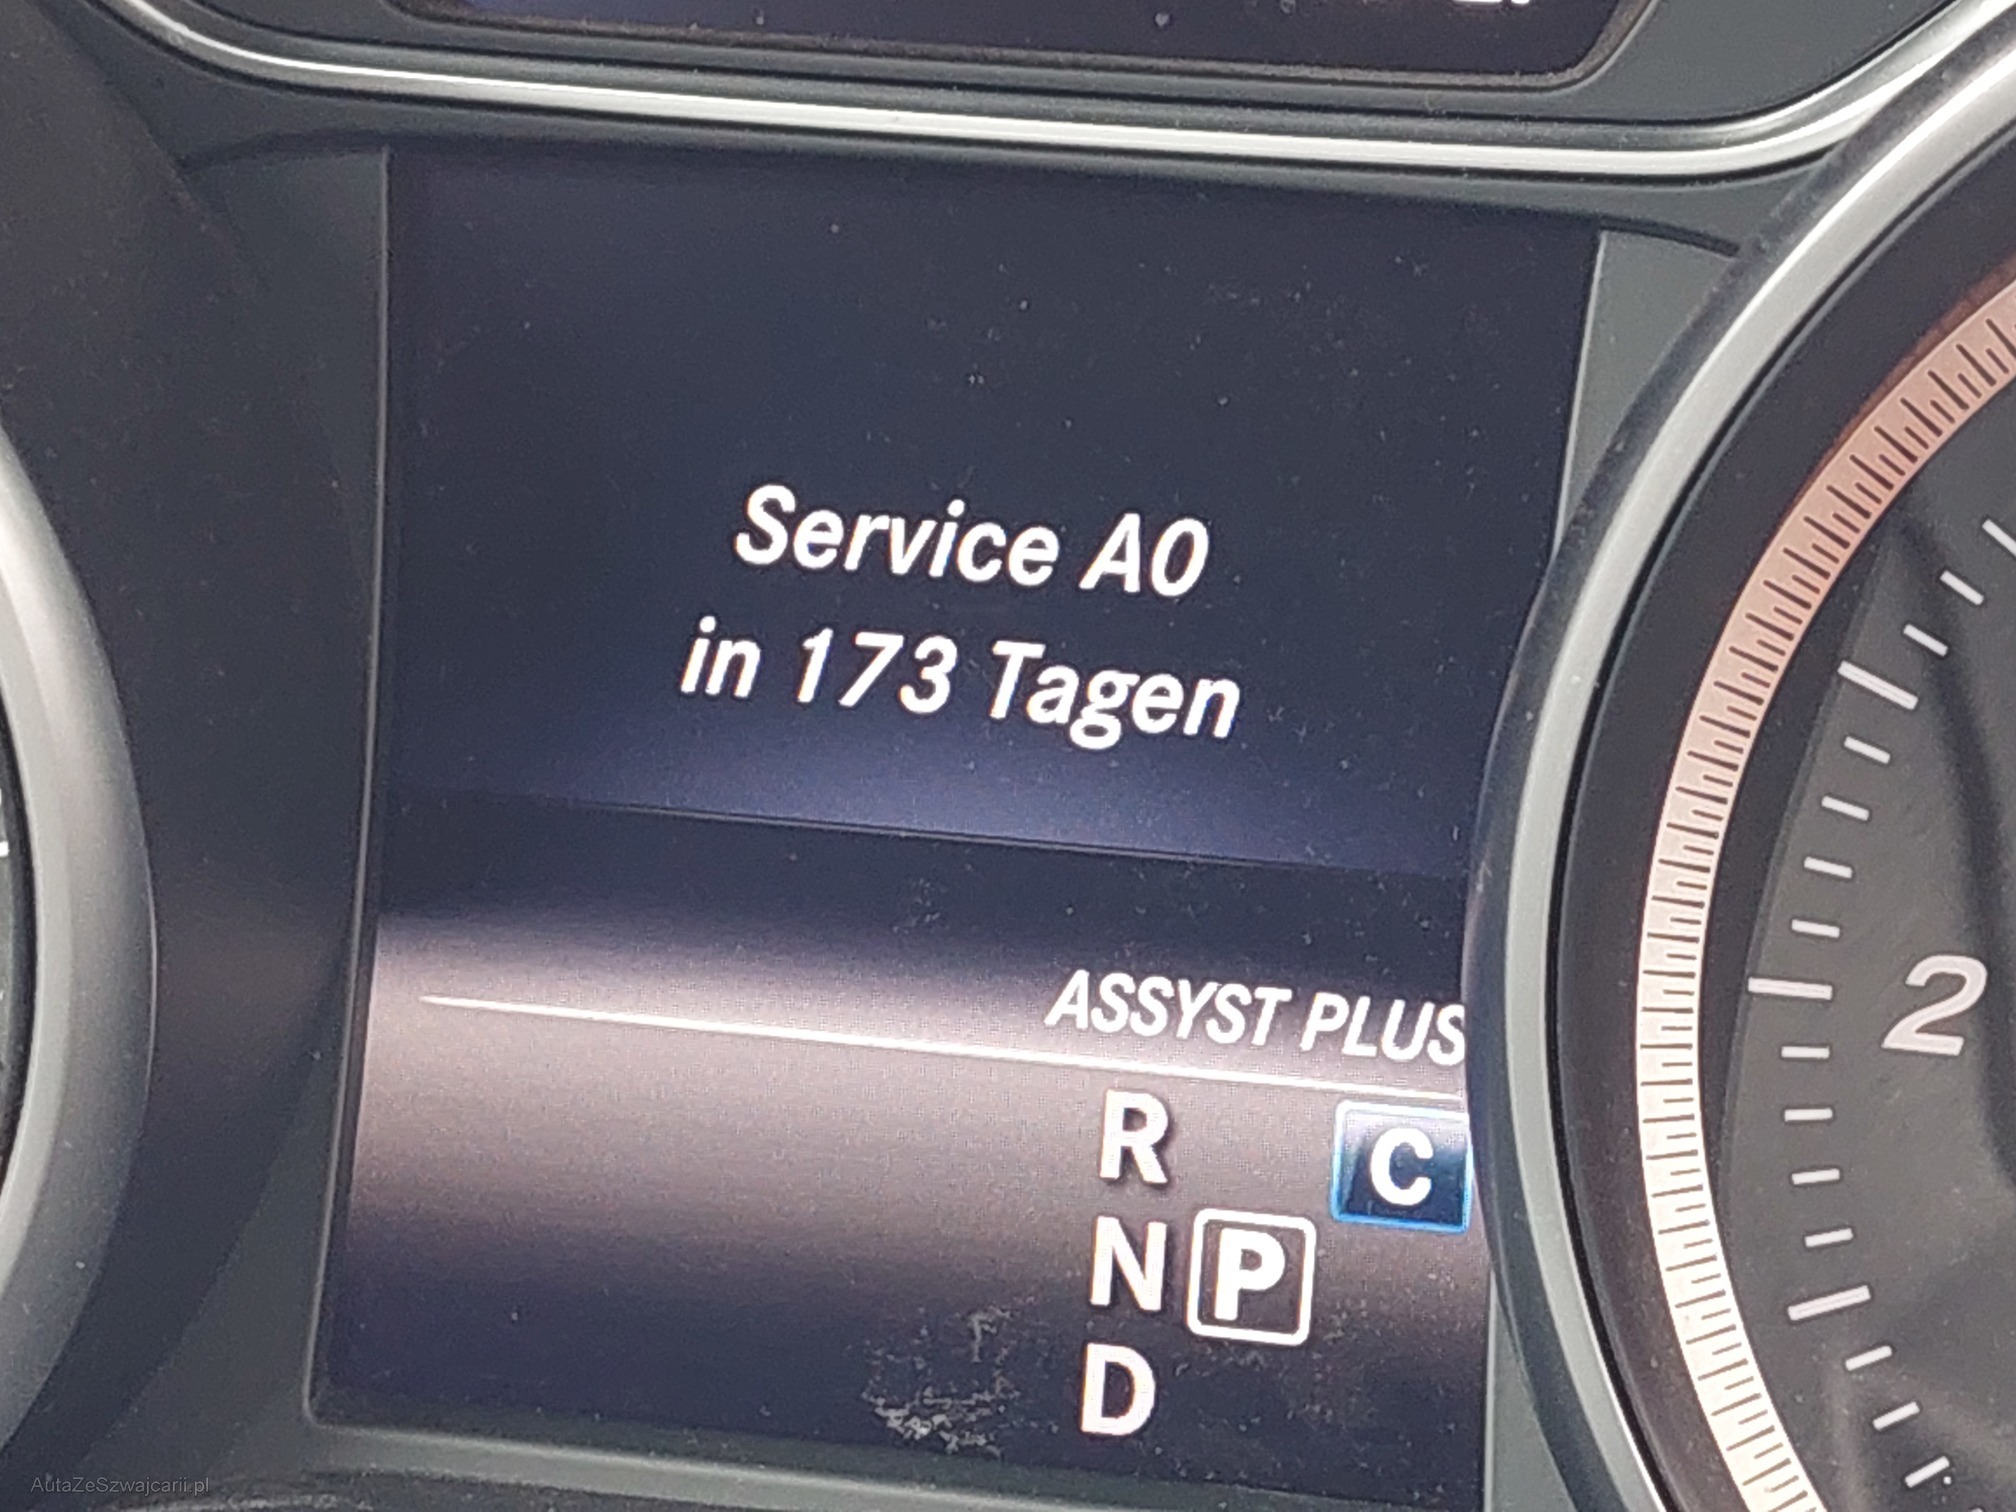 Service A0
in 173 Tagen
ASSYST PLUS
R
C
N P
D
2
AutaZeSzwajcarii.pl